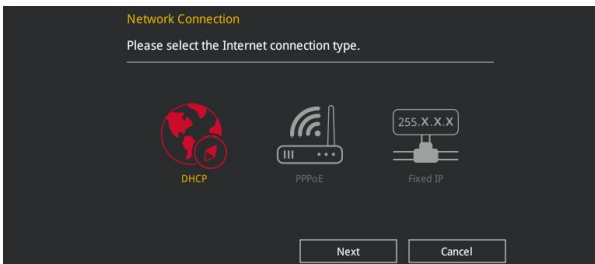 Network Connection
Please select the Internet connection type.
255.X.X.X
DHCP
PPPoE
Fixed IP
Next
Cancel